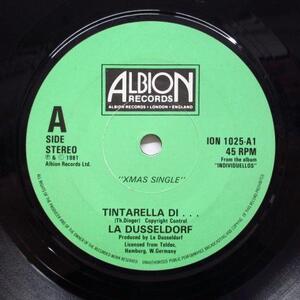 ALBION
RECORDS
ALBION RECORDS • LONDON • ENGLAND
A
SIDE
STEREO
℗ & © 1981
Albion Records Ltd.
ION 1025-A1
45 RPM
From the album
"INDIVIDUELLOS"
"XMAS SINGLE"
TINTARELLA DI . . .
(Th.Dinger) Copyright Control
LA DUSSELDORF
Produced by La Dusseldorf
Licensed from Teldec,
Hamburg, W.Germany